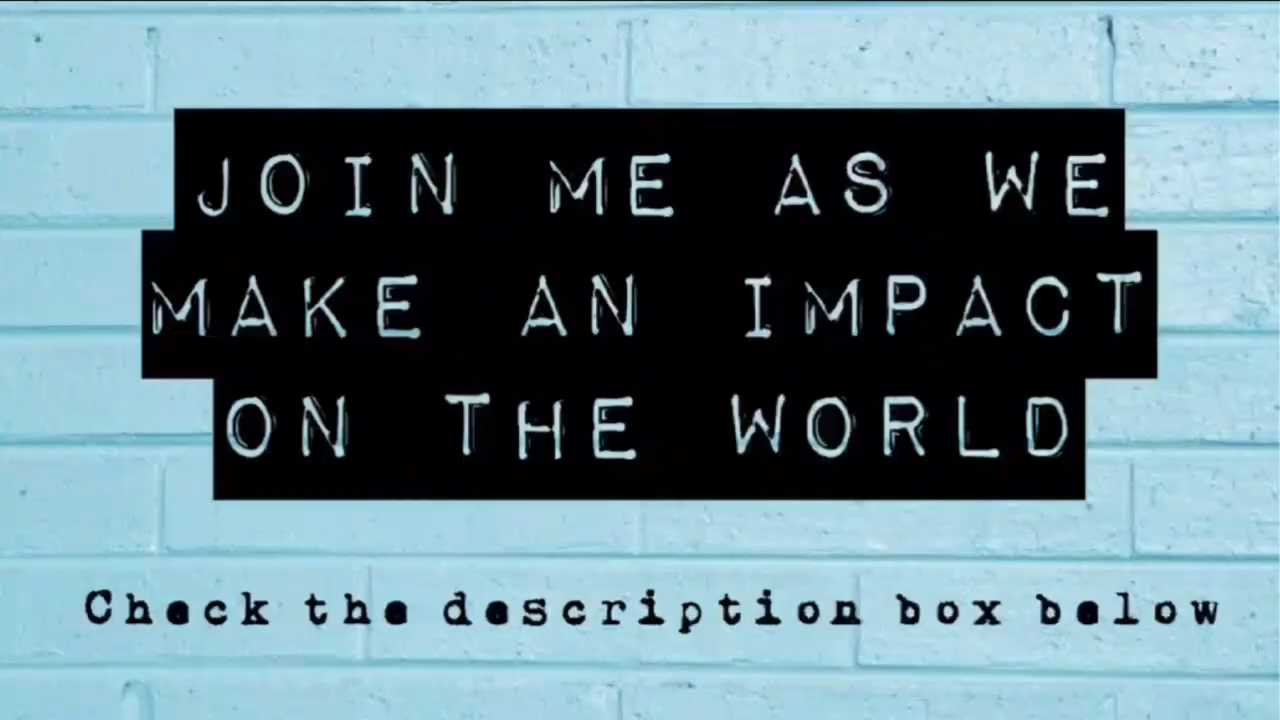 JOIN ME AS WE
MAKE AN IMPACT
ON THE WORLD
Check the description box below